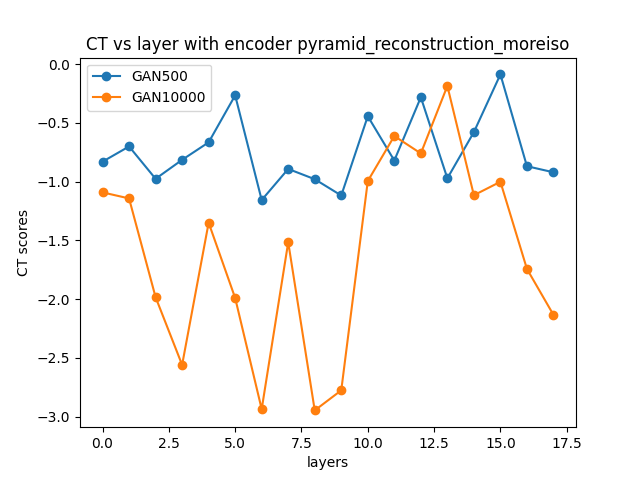 CT vs layer with encoder pyramid_reconstruction_moreiso
GAN500
GAN10000
0.0
−0.5
−1.0
−1.5
−2.0
−2.5
−3.0
CT scores
0.0 2.5 5.0 7.5 10.0 12.5 15.0 17.5
layers